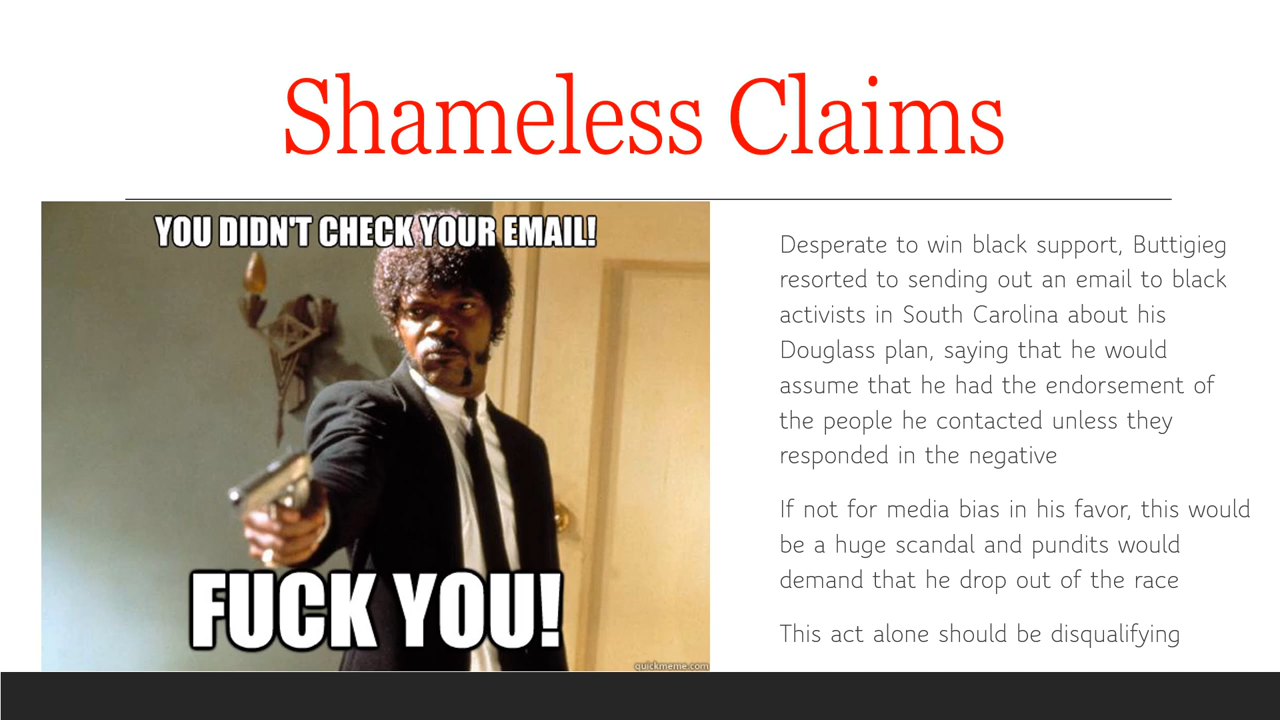 Shameless Claims
YOU DIDN'T CHECK YOUR EMAIL!
FUCK YOU!
quickmeme.com
Desperate to win black support, Buttigieg
resorted to sending out an email to black
activists in South Carolina about his
Douglass plan, saying that he would
assume that he had the endorsement of
the people he contacted unless they
responded in the negative
If not for media bias in his favor, this would
be a huge scandal and pundits would
demand that he drop out of the race
This act alone should be disqualifying